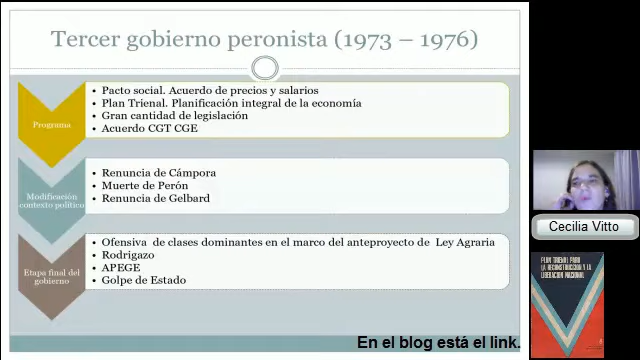 Tercer gobierno peronista (1973 – 1976)
Programa
• Pacto social. Acuerdo de precios y salarios
• Plan Trienal. Planificación integral de la economía
• Gran cantidad de legislación
• Acuerdo CGT CGE
Modificación
contexto político
• Renuncia de Cámpora
• Muerte de Perón
• Renuncia de Gelbard
Etapa final del
gobierno
• Ofensiva de clases dominantes en el marco del anteproyecto de Ley Agraria
• Rodrigazo
• APEGE
• Golpe de Estado
En el blog está el link.
Cecilia Vitto
PLAN TRIENAL PARA
LA RECONSTRUCCION Y LA
LIBERACION NACIONAL